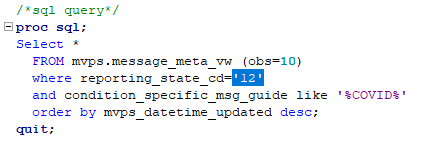 /*sql query*/
proc sql;
Select *
FROM mvps.message_meta_vw (obs=10)
where reporting_state_cd='12'
and condition_specific_msg_guide like '%COVID%'
order by mvps_datetime_updated desc;
quit;